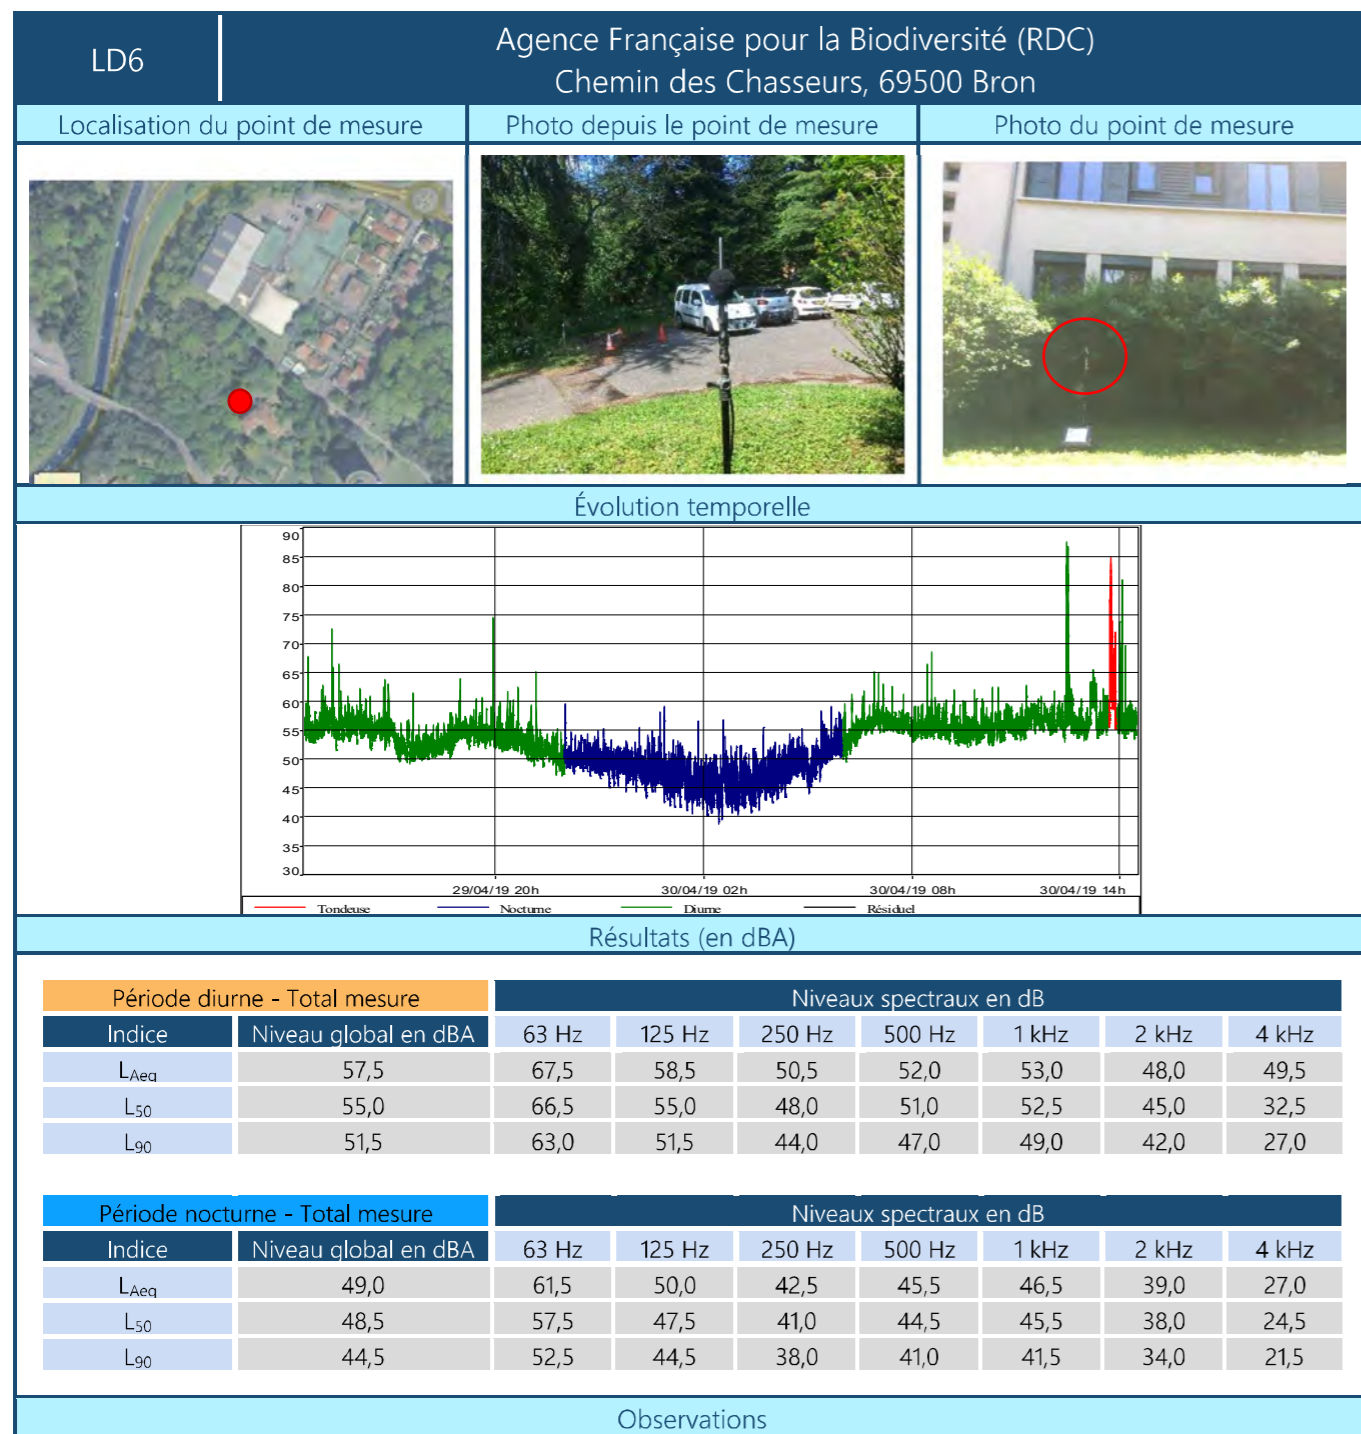 LD6
Agence Française pour la Biodiversité (RDC)
Chemin des Chasseurs, 69500 Bron
Localisation du point de mesure
Photo depuis le point de mesure
Photo du point de mesure
Évolution temporelle
90
85
80
75
70
65
60
55
50
45
40
35
30
29/04/19 20h 30/04/19 02h 30/04/19 08h 30/04/19 14h
Tondeuse Nocturne Diurne Résiduel
Résultats (en dBA)
Période diurne - Total mesure Niveaux spectraux en dB
Indice Niveau global en dBA 63 Hz 125 Hz 250 Hz 500 Hz 1 kHz 2 kHz 4 kHz
LAeq 57,5 67,5 58,5 50,5 52,0 53,0 48,0 49,5
L50 55,0 66,5 55,0 48,0 51,0 52,5 45,0 32,5
L90 51,5 63,0 51,5 44,0 47,0 49,0 42,0 27,0
Période nocturne - Total mesure Niveaux spectraux en dB
Indice Niveau global en dBA 63 Hz 125 Hz 250 Hz 500 Hz 1 kHz 2 kHz 4 kHz
LAeq 49,0 61,5 50,0 42,5 45,5 46,5 39,0 27,0
L50 48,5 57,5 47,5 41,0 44,5 45,5 38,0 24,5
L90 44,5 52,5 44,5 38,0 41,0 41,5 34,0 21,5
Observations